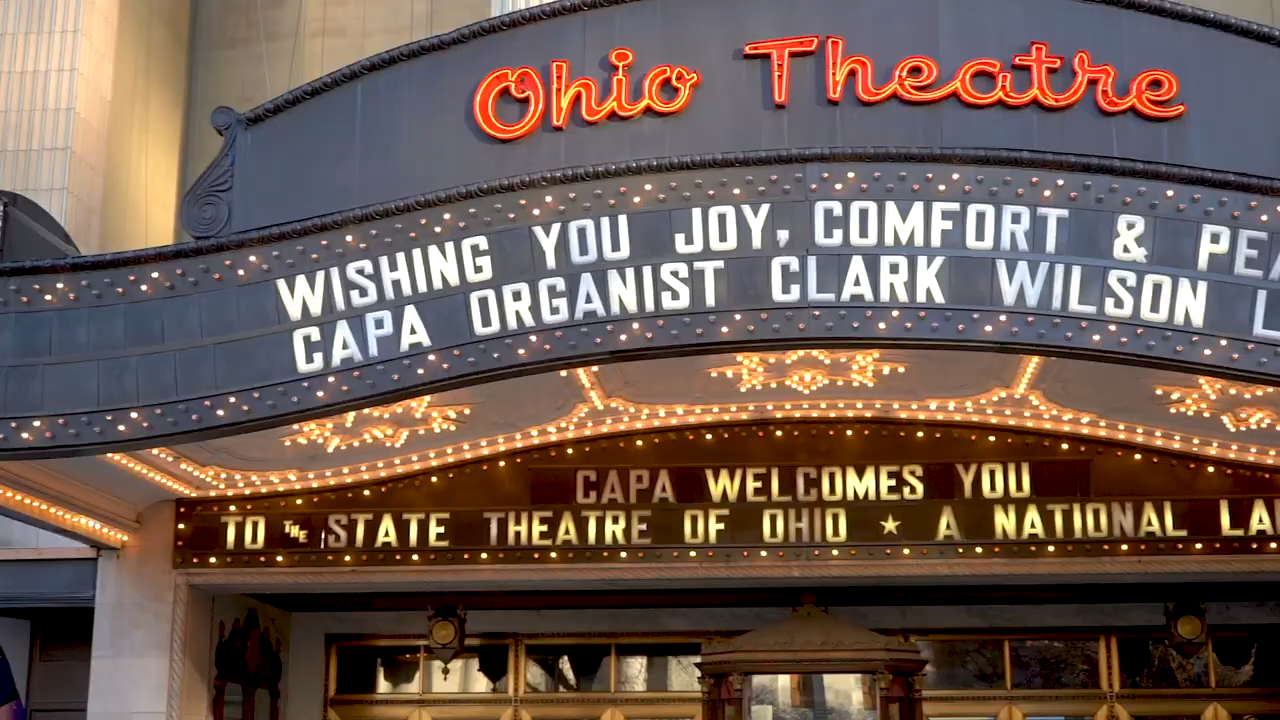 Ohio Theatre
WISHING YOU JOY, COMFORT & PEA
CAPA ORGANIST CLARK WILSON L
CAPA WELCOMES YOU
TO THE STATE THEATRE OF OHIO ★ A NATIONAL LA